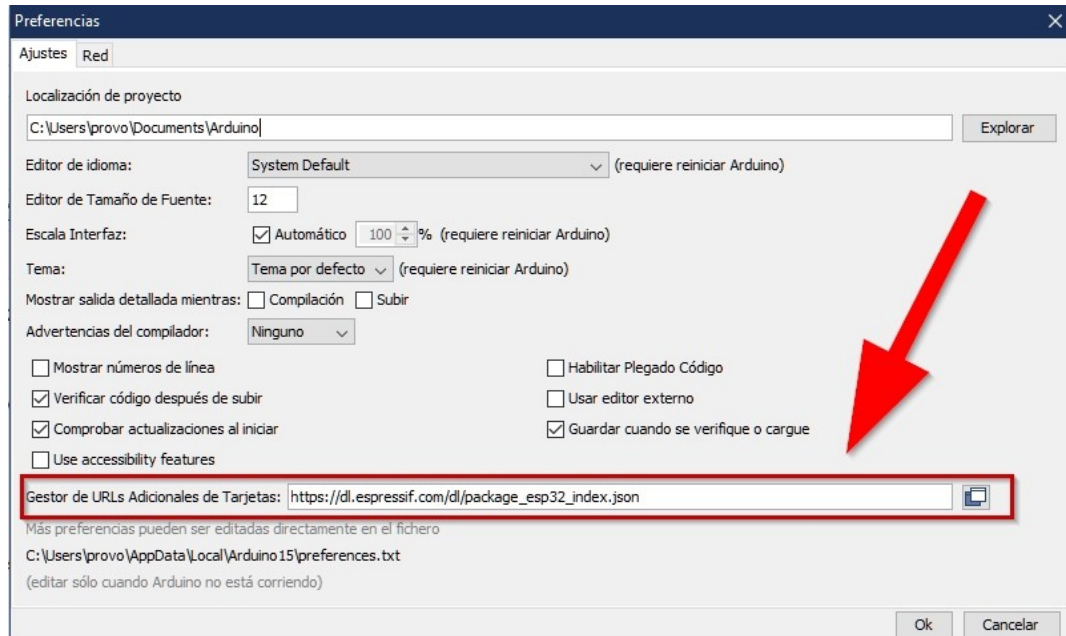 Preferencias
Ajustes Red
Localización de proyecto
C:\Users\provo\Documents\Arduino Explorar
Editor de idioma: System Default (requiere reiniciar Arduino)
Editor de Tamaño de Fuente: 12
Escala Interfaz: Automático 100 % (requiere reiniciar Arduino)
Tema: Tema por defecto (requiere reiniciar Arduino)
Mostrar salida detallada mientras: Compilación Subir
Advertencias del compilador: Ninguno
Mostrar números de línea Habilitar Plegado Código
Verificar código después de subir Usar editor externo
Comprobar actualizaciones al iniciar Guardar cuando se verifique o cargue
Use accessibility features
Gestor de URLs Adicionales de Tarjetas: https://dl.espressif.com/dl/package_esp32_index.json
Más preferencias pueden ser editadas directamente en el fichero
C:\Users\provo\AppData\Local\Arduino15\preferences.txt
(editar sólo cuando Arduino no está corriendo)
Ok Cancelar